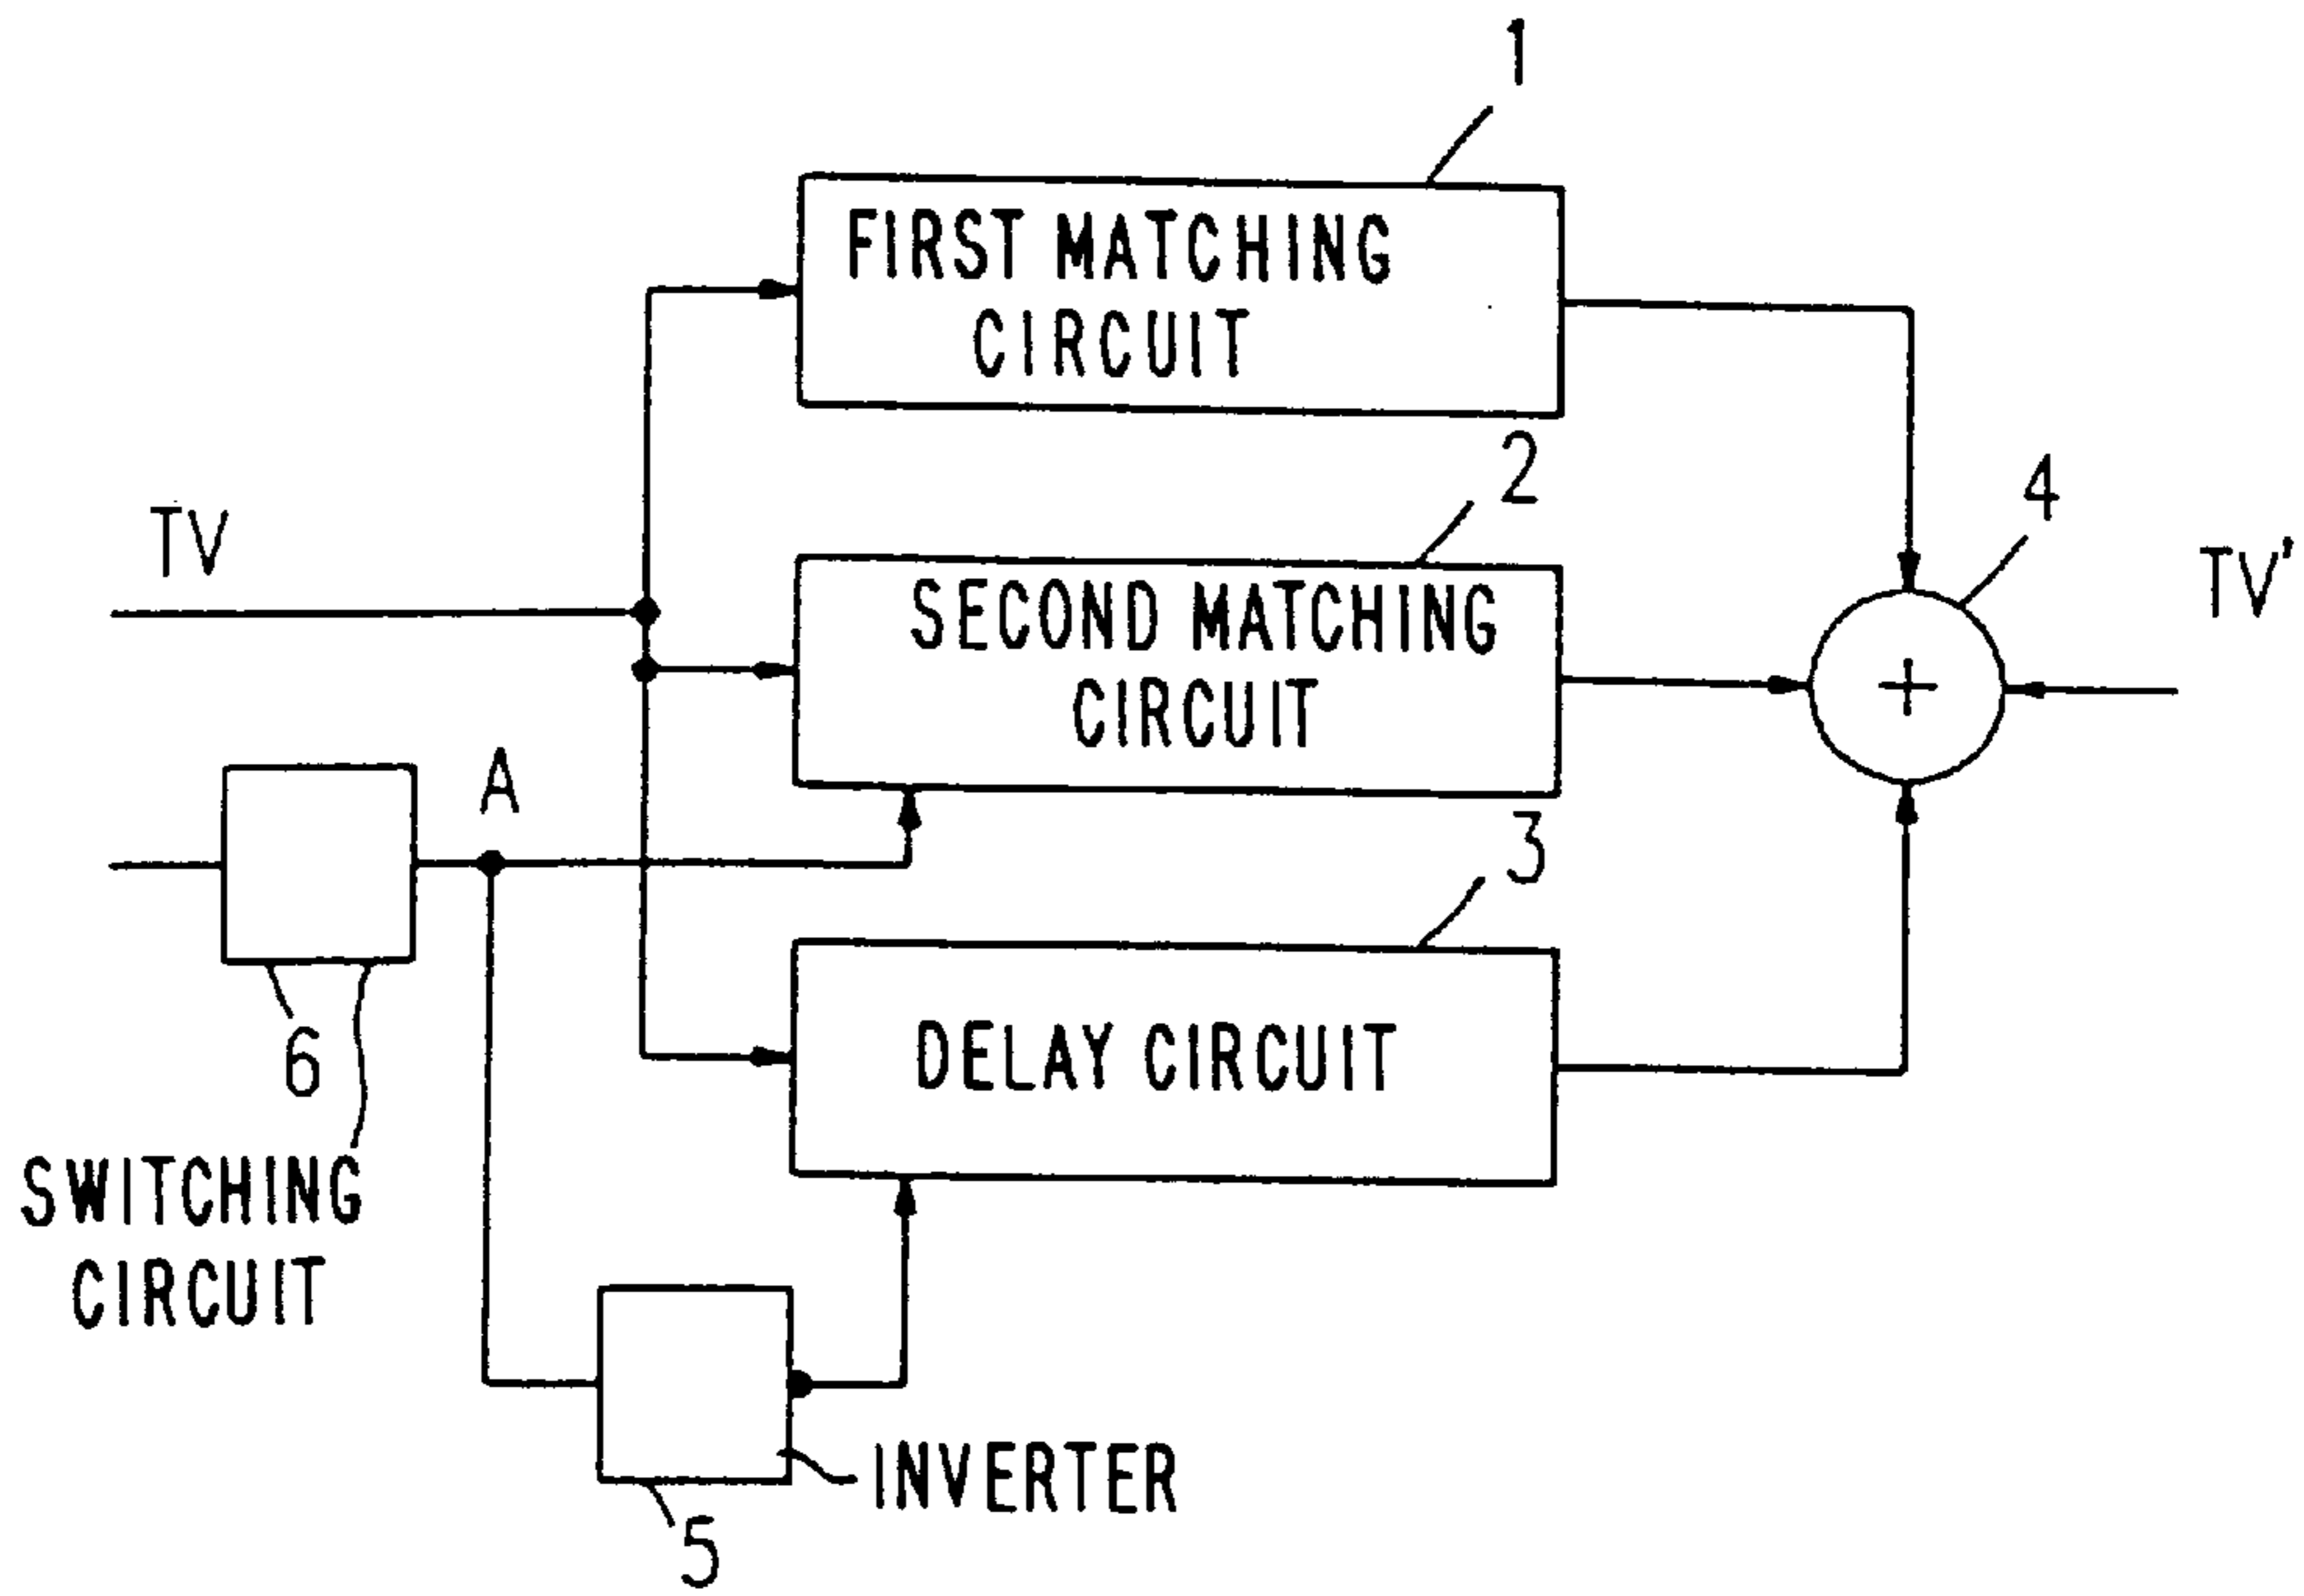 1
FIRST MATCHING
CIRCUIT
2
4
TV
TV'
SECOND MATCHING
CIRCUIT
A
3
6
DELAY CIRCUIT
SWITCHING
CIRCUIT
INVERTER
5
+